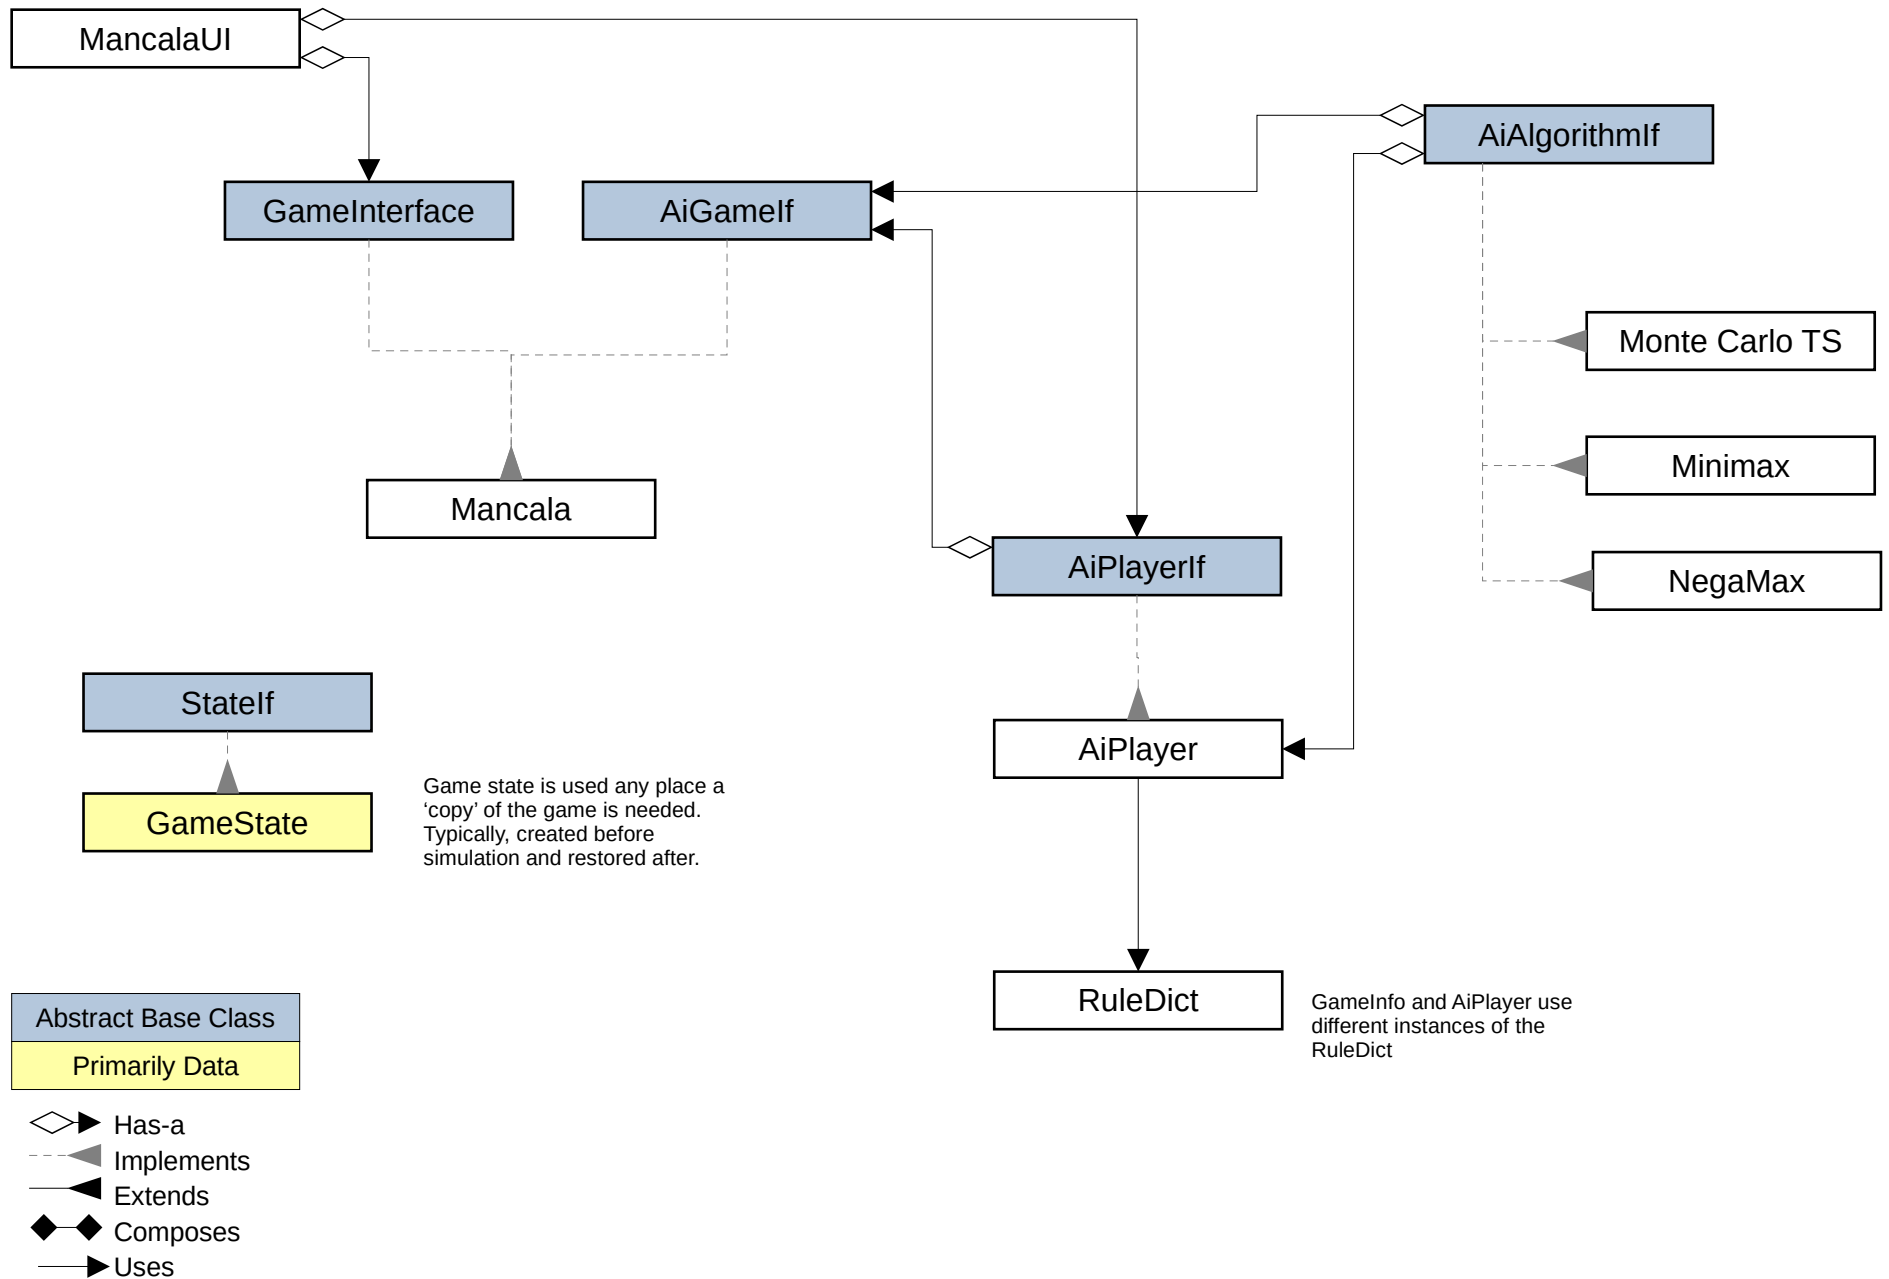 MancalaUI
AiAlgorithmIf
GameInterface
AiGameIf
Monte Carlo TS
Minimax
Mancala
AiPlayerIf
NegaMax
StateIf
AiPlayer
GameState
Game state is used any place a
‘copy’ of the game is needed.
Typically, created before
simulation and restored after.
RuleDict
GameInfo and AiPlayer use
different instances of the
RuleDict
Abstract Base Class
Primarily Data
Has-a
Implements
Extends
Composes
Uses